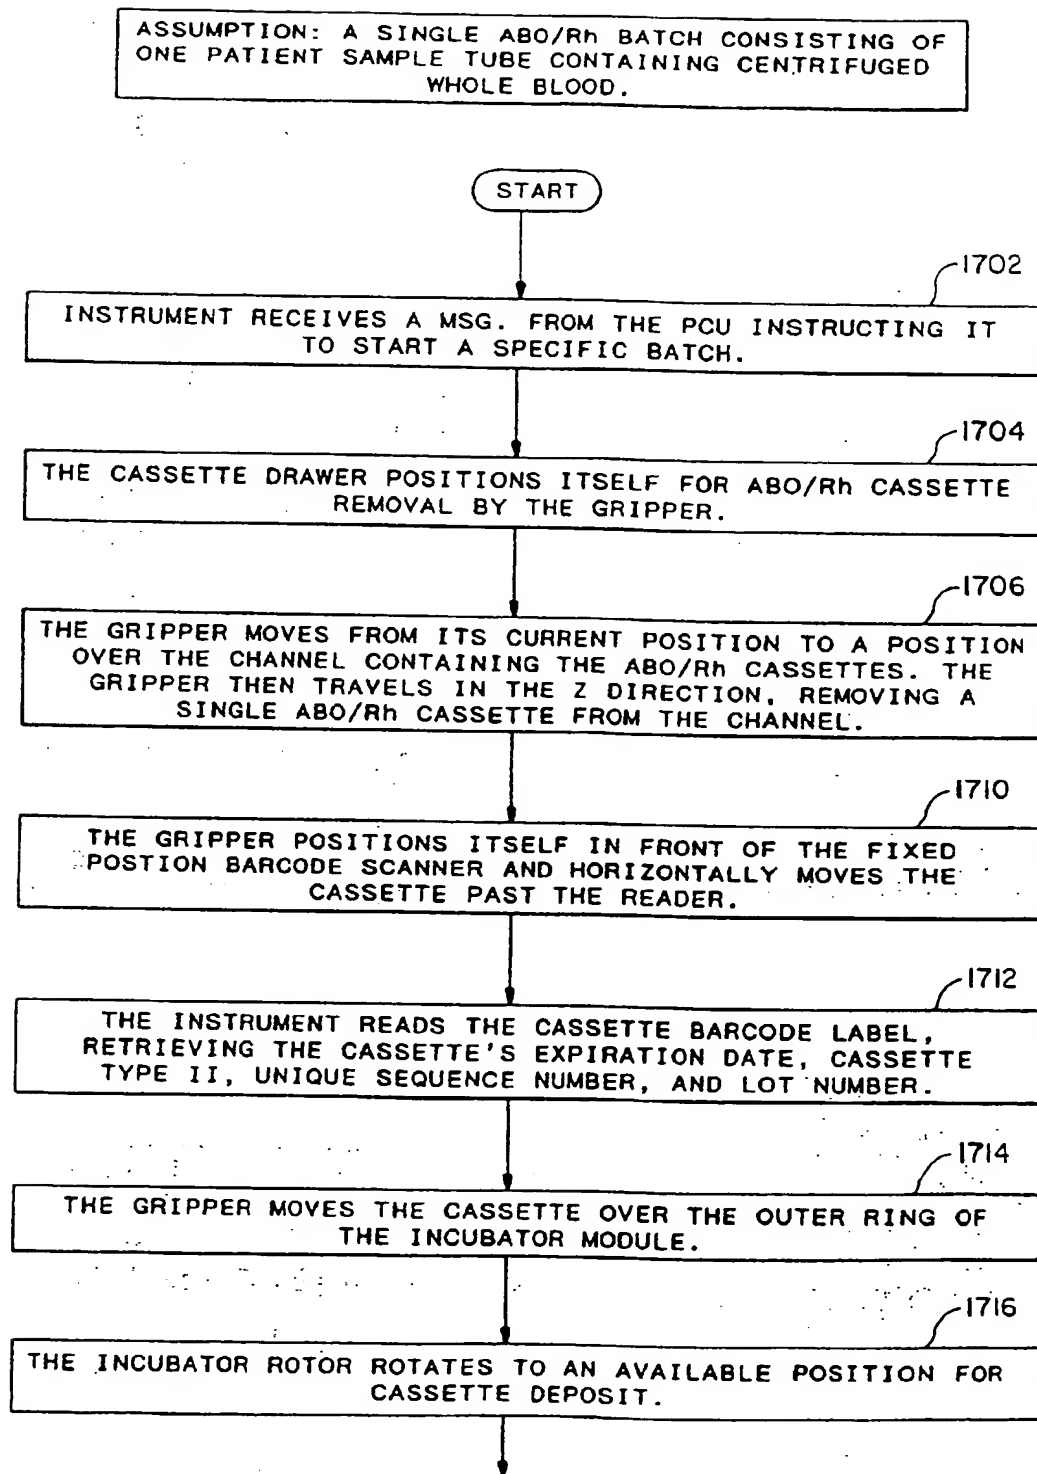 ASSUMPTION: A SINGLE ABO/Rh BATCH CONSISTING OF
ONE PATIENT SAMPLE TUBE CONTAINING CENTRIFUGED
WHOLE BLOOD.
START
1702
INSTRUMENT RECEIVES A MSG. FROM THE PCU INSTRUCTING IT
TO START A SPECIFIC BATCH.
1704
THE CASSETTE DRAWER POSITIONS ITSELF FOR ABO/Rh CASSETTE
REMOVAL BY THE GRIPPER.
1706
THE GRIPPER MOVES FROM ITS CURRENT POSITION TO A POSITION
OVER THE CHANNEL CONTAINING THE ABO/Rh CASSETTES. THE
GRIPPER THEN TRAVELS IN THE Z DIRECTION, REMOVING A
SINGLE ABO/Rh CASSETTE FROM THE CHANNEL.
1710
THE GRIPPER POSITIONS ITSELF IN FRONT OF THE FIXED
POSTION BARCODE SCANNER AND HORIZONTALLY MOVES THE
CASSETTE PAST THE READER.
1712
THE INSTRUMENT READS THE CASSETTE BARCODE LABEL,
RETRIEVING THE CASSETTE'S EXPIRATION DATE, CASSETTE
TYPE II, UNIQUE SEQUENCE NUMBER, AND LOT NUMBER.
1714
THE GRIPPER MOVES THE CASSETTE OVER THE OUTER RING OF
THE INCUBATOR MODULE.
1716
THE INCUBATOR ROTOR ROTATES TO AN AVAILABLE POSITION FOR
CASSETTE DEPOSIT.